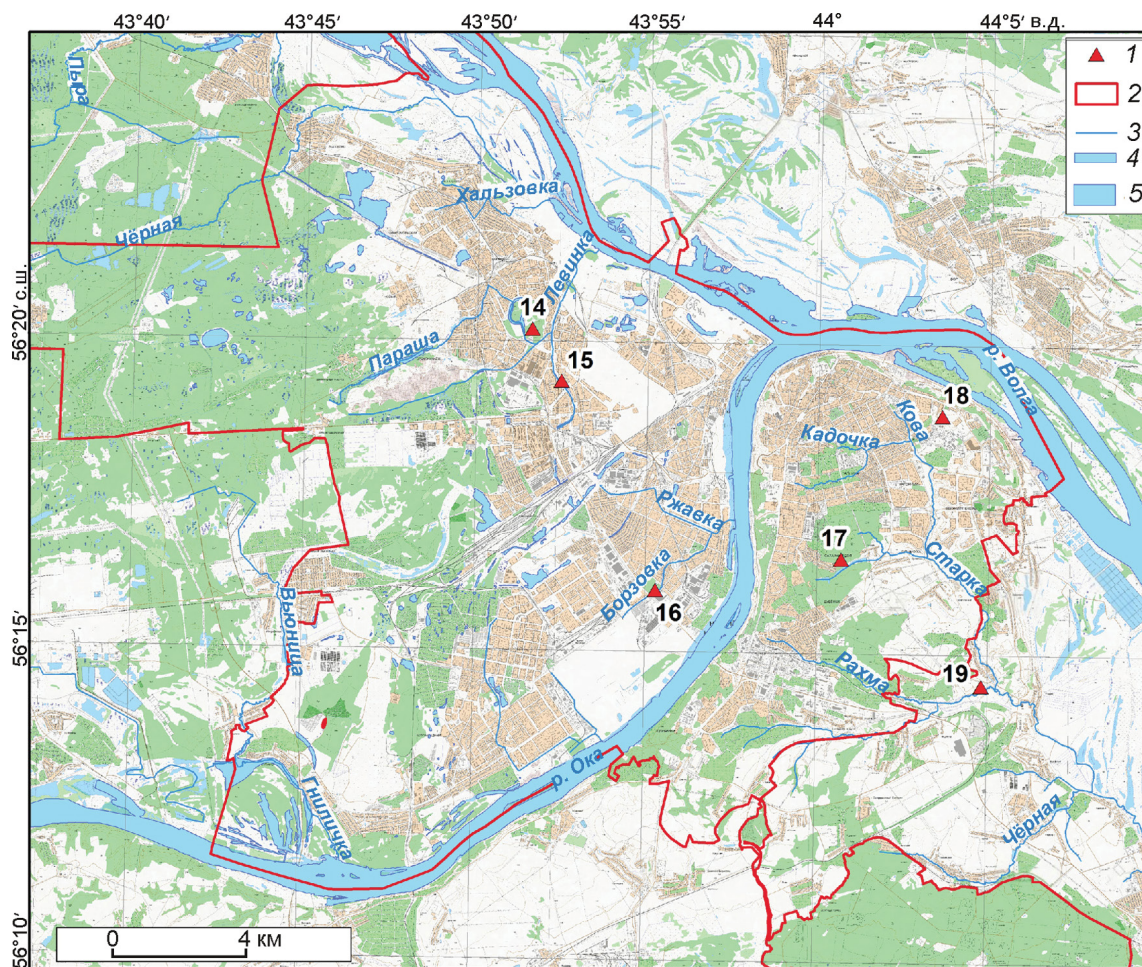 43°40′ 43°45′ 43°50′ 43°55′ 44° 44°5′ в.д.
1
2
3
4
5
Пыра
Хальзовка
Чёрная
Левинка
56°20′ с.ш.
14
Параша
15
р. Волга
18
Кова
Кадочка
Ржавка
17
Старка
Борзовка
16
56°15′
Вьюница
Рахма
19
р. Ока
Гниличка
Чёрная
56°10′
0 4 км